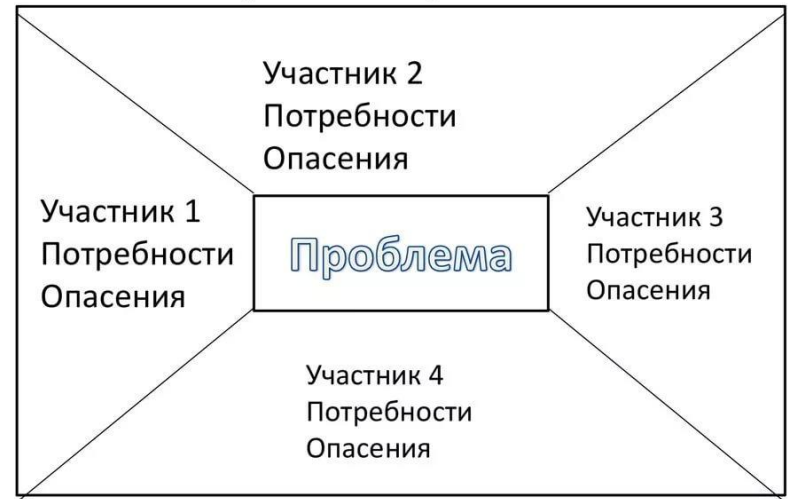 Участник 2
Потребности
Опасения
Участник 1
Потребности
Опасения
Проблема
Участник 3
Потребности
Опасения
Участник 4
Потребности
Опасения